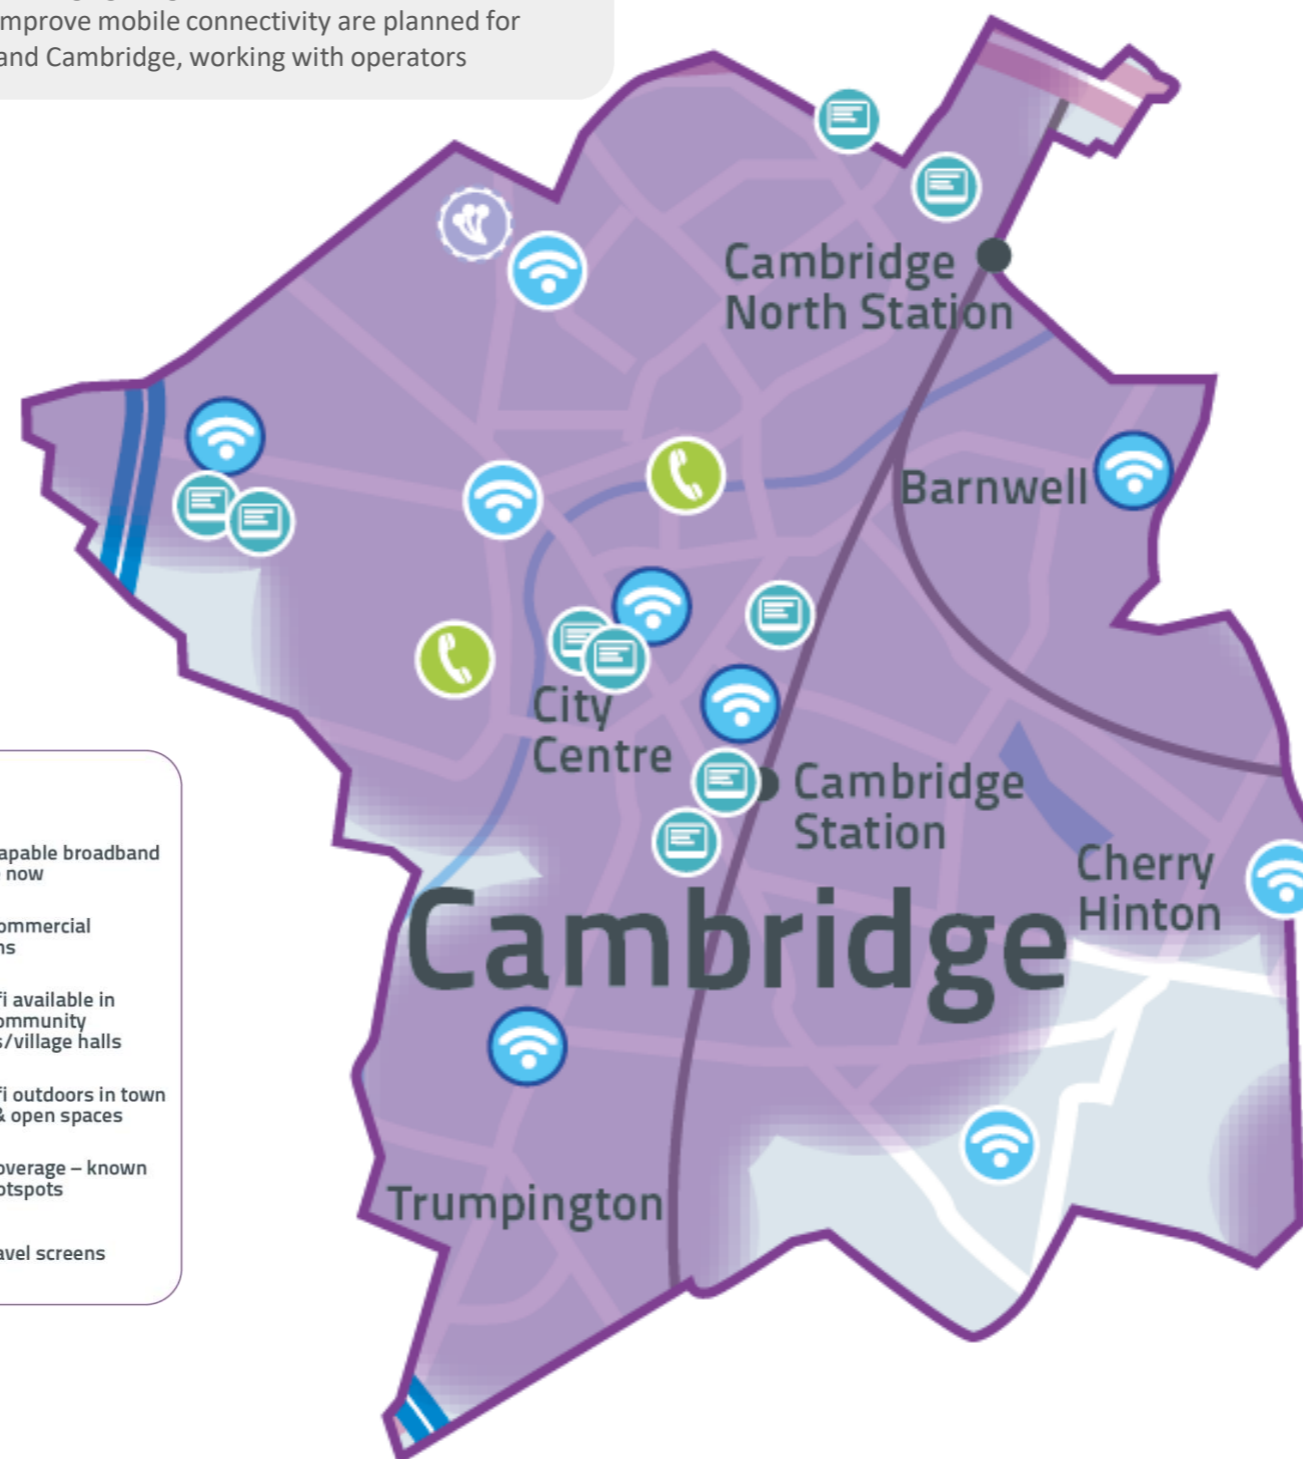 improve mobile connectivity are planned for
and Cambridge, working with operators
Cambridge
North Station
Barnwell
City
Centre
Cambridge
Station
Cherry
Hinton
Cambridge
Trumpington
apable broadband
now
ommercial
ns
fi available in
ommunity
s/village halls
fi outdoors in town
& open spaces
overage – known
otspots
avel screens